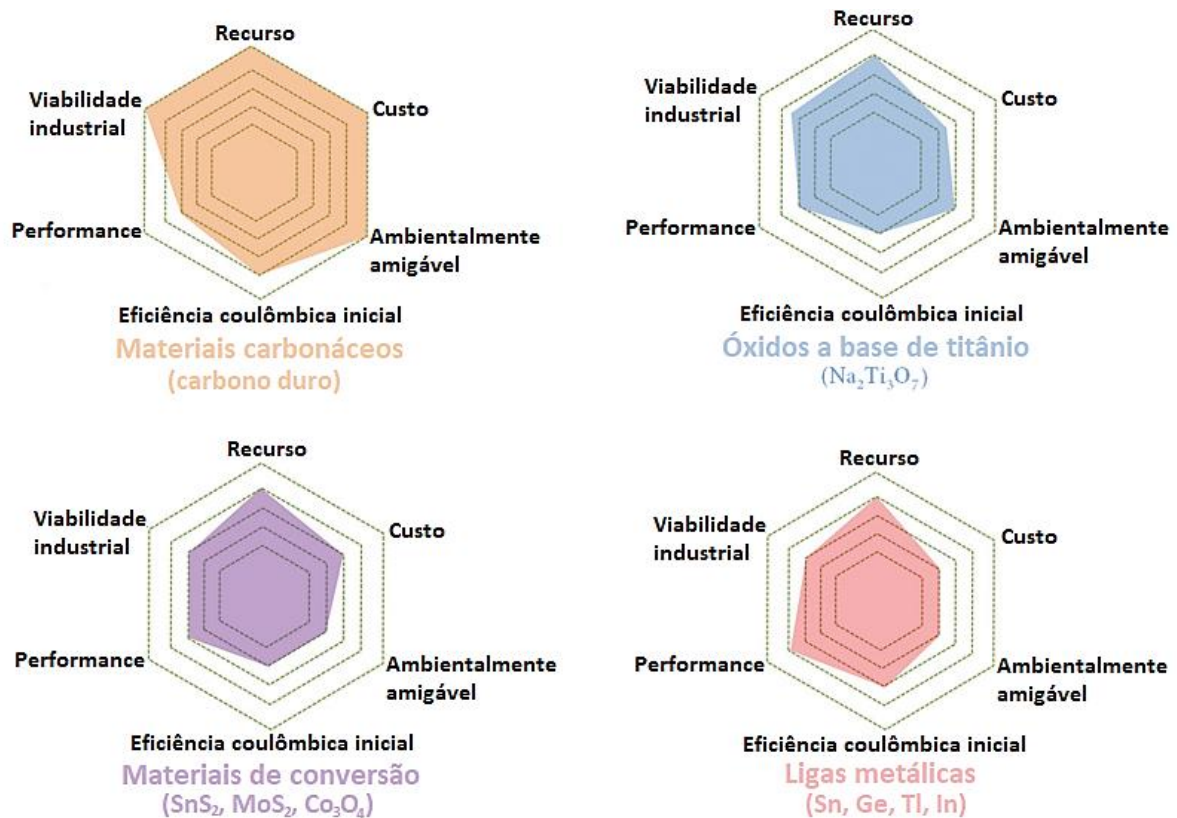 Recurso
Viabilidade
industrial
Custo
Performance
Ambientalmente
amigável
Eficiência coulômbica inicial
Materiais carbonáceos
(carbono duro)
Recurso
Viabilidade
industrial
Custo
Performance
Ambientalmente
amigável
Eficiência coulômbica inicial
Óxidos a base de titânio
(Na₂Ti₃O₇)
Recurso
Viabilidade
industrial
Custo
Performance
Ambientalmente
amigável
Eficiência coulômbica inicial
Materiais de conversão
(SnS₂, MoS₂, Co₃O₄)
Recurso
Viabilidade
industrial
Custo
Performance
Ambientalmente
amigável
Eficiência coulômbica inicial
Ligas metálicas
(Sn, Ge, Tl, In)